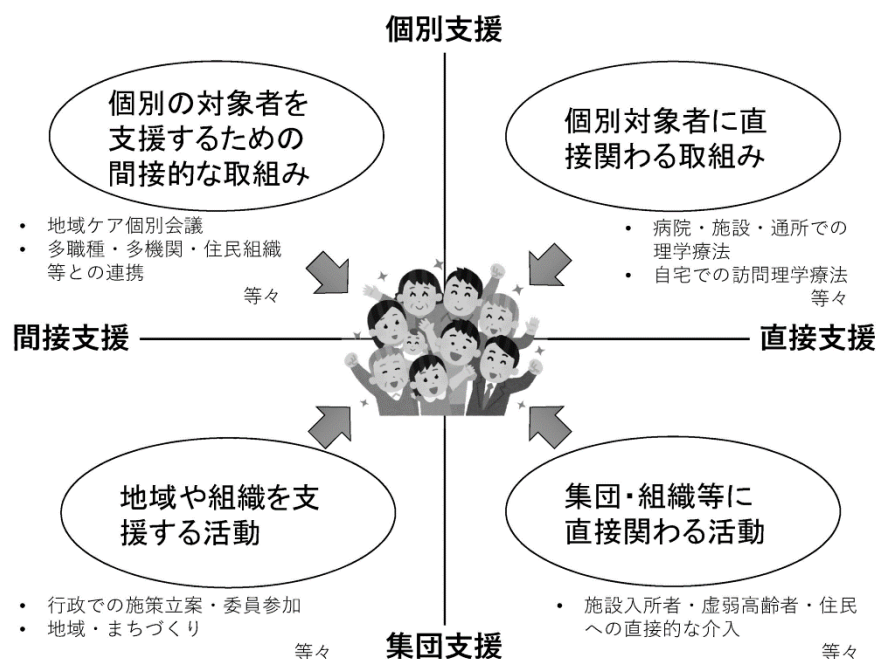 個別支援
個別の対象者を
支援するための
間接的な取組み
• 地域ケア個別会議
• 多職種・多機関・住民組織
等との連携
等々
個別対象者に直
接関わる取組み
• 病院・施設・通所での
理学療法
• 自宅での訪問理学療法
等々
間接支援
直接支援
地域や組織を支
援する活動
• 行政での施策立案・委員参加
• 地域・まちづくり
等々
集団・組織等に
直接関わる活動
• 施設入所者・虚弱高齢者・住民
への直接的な介入
等々
集団支援